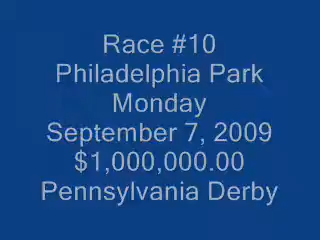 Race #10
Philadelphia Park
Monday
September 7, 2009
$1,000,000.00
Pennsylvania Derby